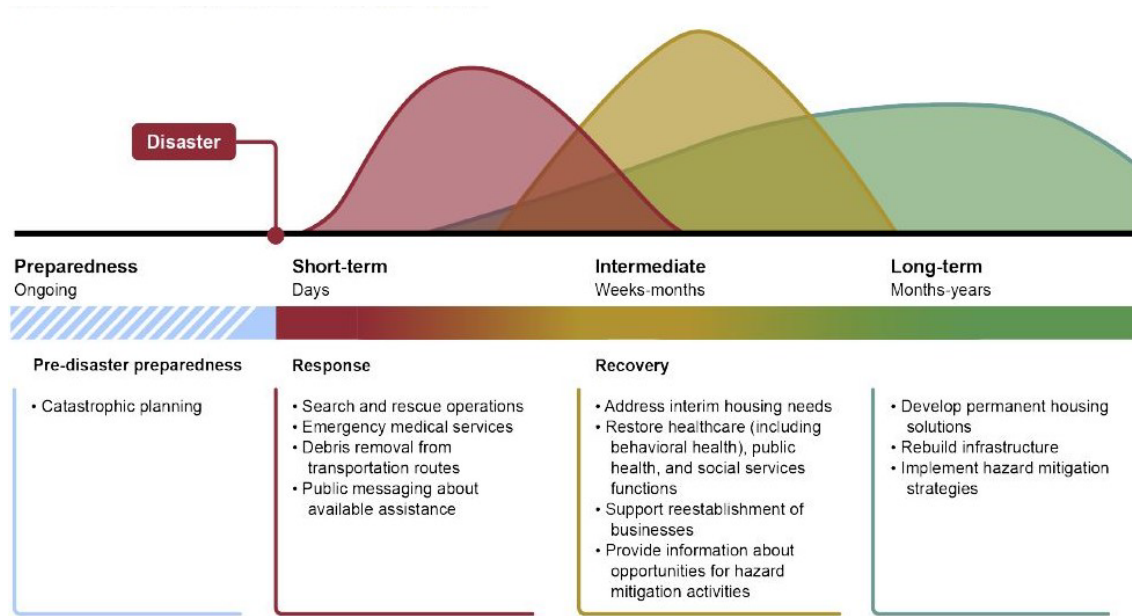 Disaster
Preparedness
Ongoing
Short-term
Days
Intermediate
Weeks-months
Long-term
Months-years
Pre-disaster preparedness
• Catastrophic planning
Response
• Search and rescue operations
• Emergency medical services
• Debris removal from
transportation routes
• Public messaging about
available assistance
Recovery
• Address interim housing needs
• Restore healthcare (including
behavioral health), public
health, and social services
functions
• Support reestablishment of
businesses
• Provide information about
opportunities for hazard
mitigation activities
• Develop permanent housing
solutions
• Rebuild infrastructure
• Implement hazard mitigation
strategies